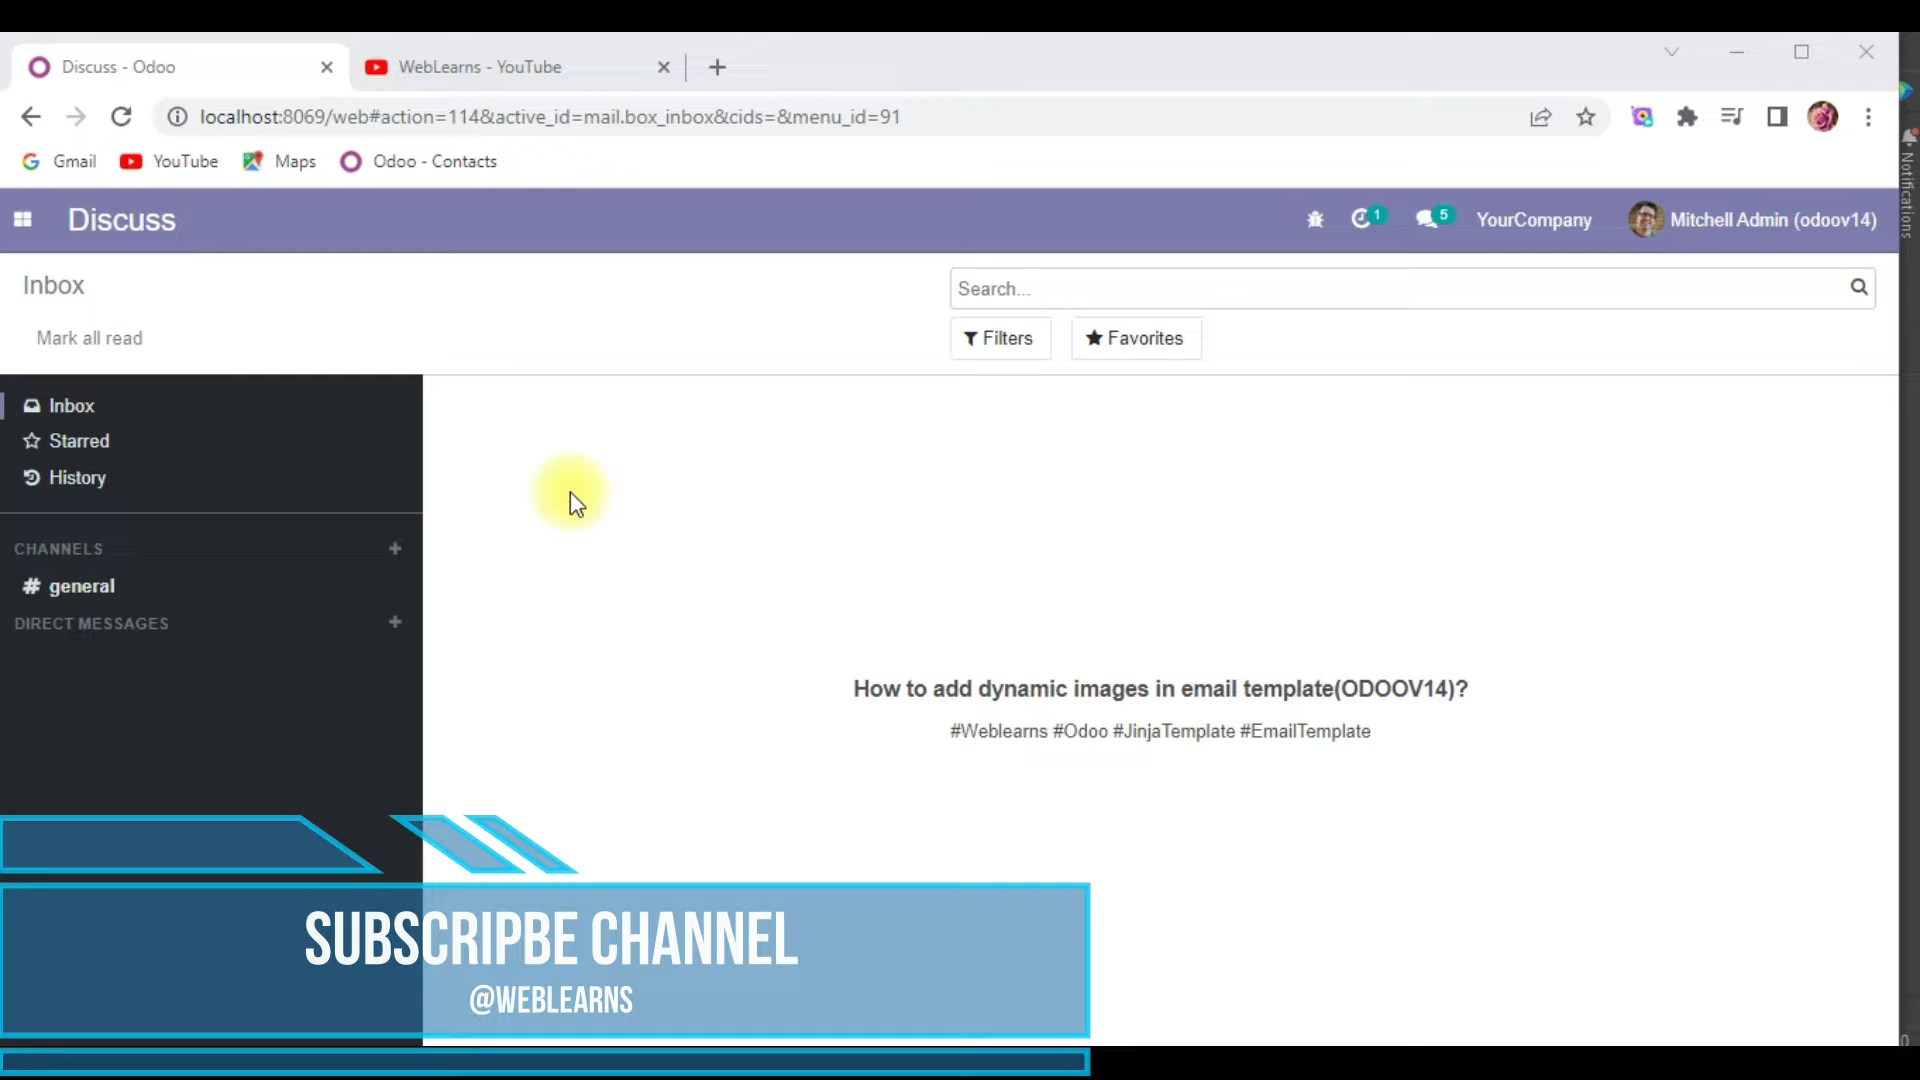 Discuss - Odoo
WebLearns - YouTube
localhost:8069/web#action=114&active_id=mail.box_inbox&cids=&menu_id=91
Gmail
YouTube
Maps
Odoo - Contacts
Notifications
Discuss
1
5
YourCompany
Mitchell Admin (odoov14)
Inbox
Search...
Mark all read
Filters
Favorites
Inbox
Starred
History
CHANNELS
# general
DIRECT MESSAGES
How to add dynamic images in email template(ODOOV14)?
#Weblearns #Odoo #JinjaTemplate #EmailTemplate
SUBSCRIPBE CHANNEL
@WEBLEARNS